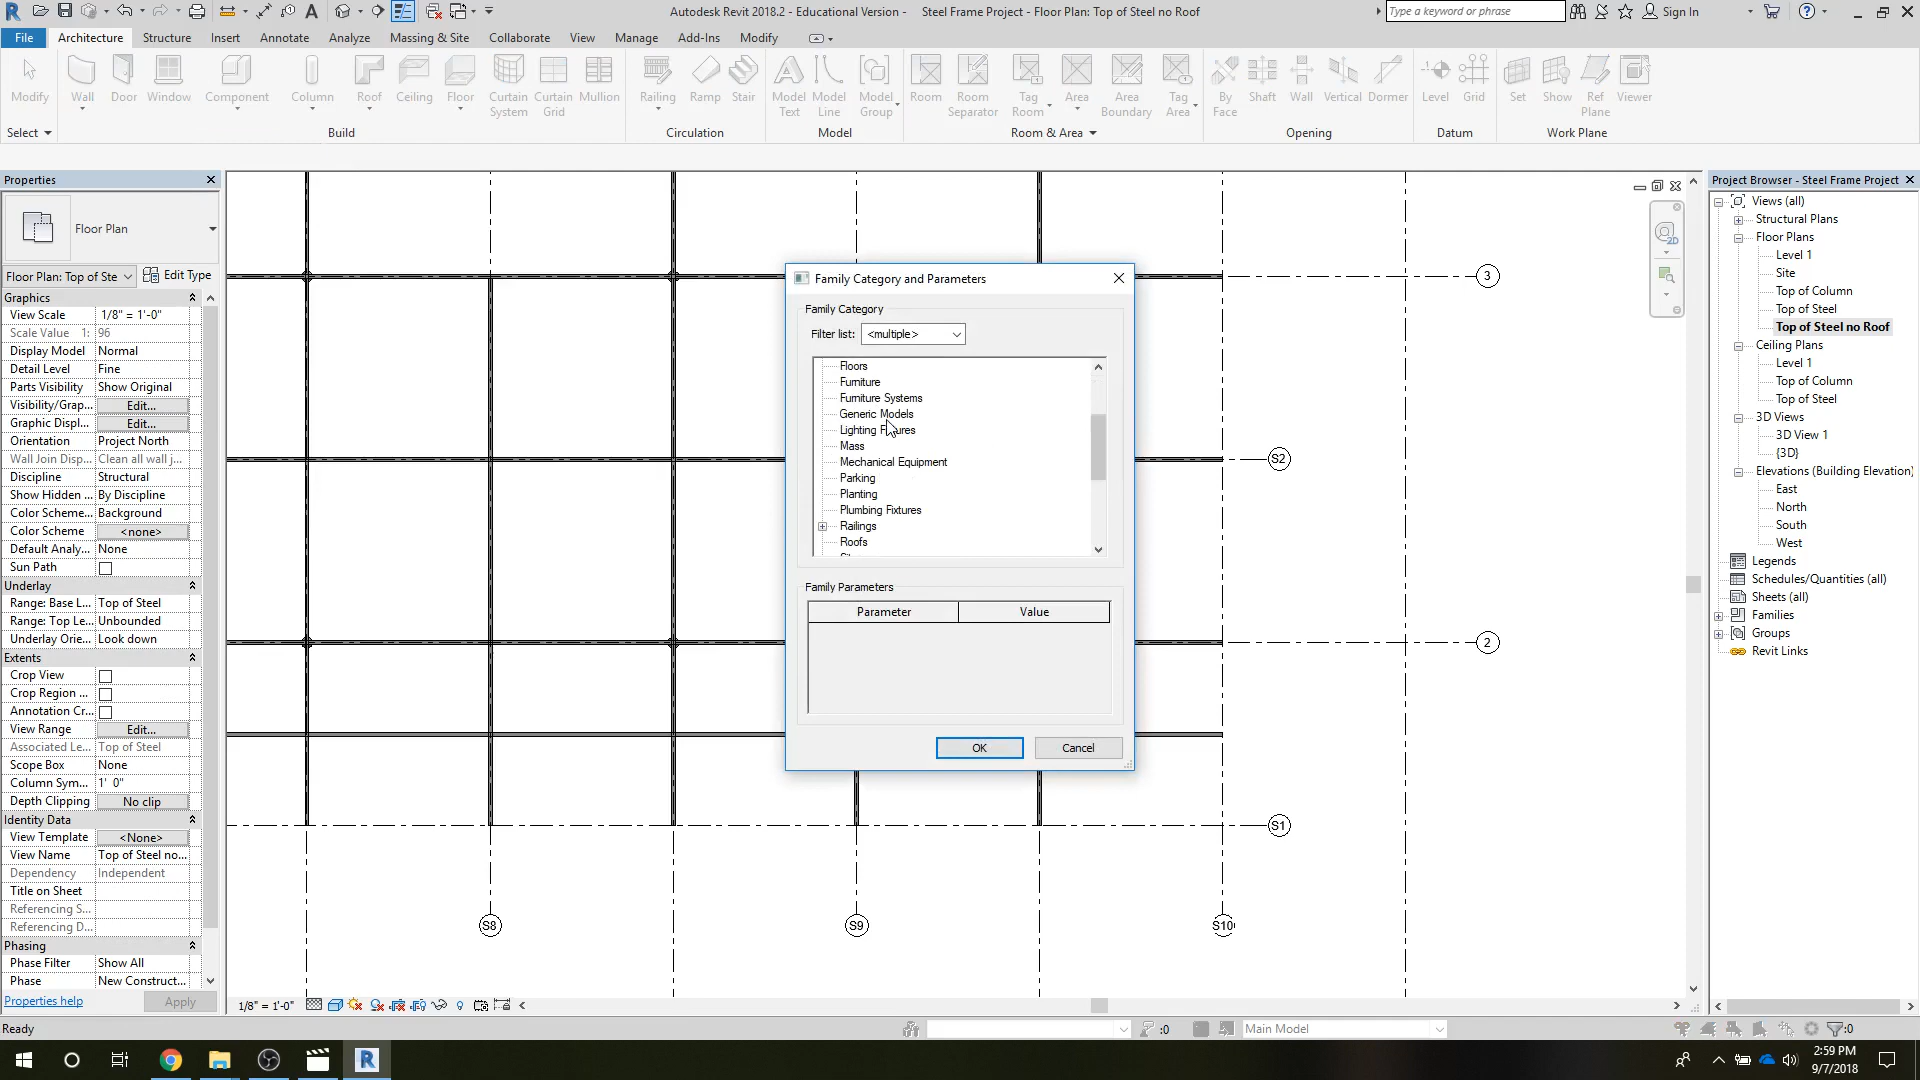 Autodesk Revit 2018.2 - Educational Version - Steel Frame Project - Floor Plan: Top of Steel no Roof
Type a keyword or phrase
Sign In
File Architecture Structure Insert Annotate Analyze Massing & Site Collaborate View Manage Add-Ins Modify
Modify Wall Door Window Component Column Roof Ceiling Floor Curtain System Curtain Grid Mullion Railing Ramp Stair Model Text Model Line Model Group Room Room Separator Tag Room Area Area Boundary Tag Area By Face Shaft Wall Vertical Dormer Level Grid Set Show Ref Plane Viewer
Select Build Circulation Model Room & Area Opening Datum Work Plane
Properties
Floor Plan
Floor Plan: Top of Ste Edit Type
Graphics
View Scale 1/8" = 1'-0"
Scale Value 1: 96
Display Model Normal
Detail Level Fine
Parts Visibility Show Original
Visibility/Grap... Edit...
Graphic Displ... Edit...
Orientation Project North
Wall Join Disp... Clean all wall j...
Discipline Structural
Show Hidden ... By Discipline
Color Scheme... Background
Color Scheme <none>
Default Analy... None
Sun Path
Underlay
Range: Base L... Top of Steel
Range: Top Le... Unbounded
Underlay Orie... Look down
Extents
Crop View
Crop Region ...
Annotation Cr...
View Range Edit...
Associated Le... Top of Steel
Scope Box None
Column Sym... 1' 0"
Depth Clipping No clip
Identity Data
View Template <None>
View Name Top of Steel no...
Dependency Independent
Title on Sheet
Referencing S...
Referencing D...
Phasing
Phase Filter Show All
Phase New Construct...
Properties help Apply
3
S2
2
S1
S8 S9 S10
2D
Family Category and Parameters
Family Category
Filter list: <multiple>
Floors
Furniture
Furniture Systems
Generic Models
Lighting Fixtures
Mass
Mechanical Equipment
Parking
Planting
Plumbing Fixtures
Railings
Roofs
Family Parameters
Parameter Value
OK Cancel
Project Browser - Steel Frame Project
Views (all)
Structural Plans
Floor Plans
Level 1
Site
Top of Column
Top of Steel
Top of Steel no Roof
Ceiling Plans
Level 1
Top of Column
Top of Steel
3D Views
3D View 1
{3D}
Elevations (Building Elevation)
East
North
South
West
Legends
Schedules/Quantities (all)
Sheets (all)
Families
Groups
Revit Links
1/8" = 1'-0"
Ready
:0
Main Model
:0
2:59 PM
9/7/2018